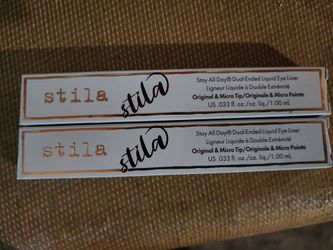 stila
stila
Stay All Day® Dual-Ended Liquid Eye Liner
Ligneur Liquide à Double Extrémité
Original & Micro Tip/Originale & Micro Pointe
US .033 fl. oz./oz. liq./1.00 mL
stila
stila
Stay All Day® Dual-Ended Liquid Eye Liner
Ligneur Liquide à Double Extrémité
Original & Micro Tip/Originale & Micro Pointe
US .033 fl. oz./oz. liq./1.00 mL